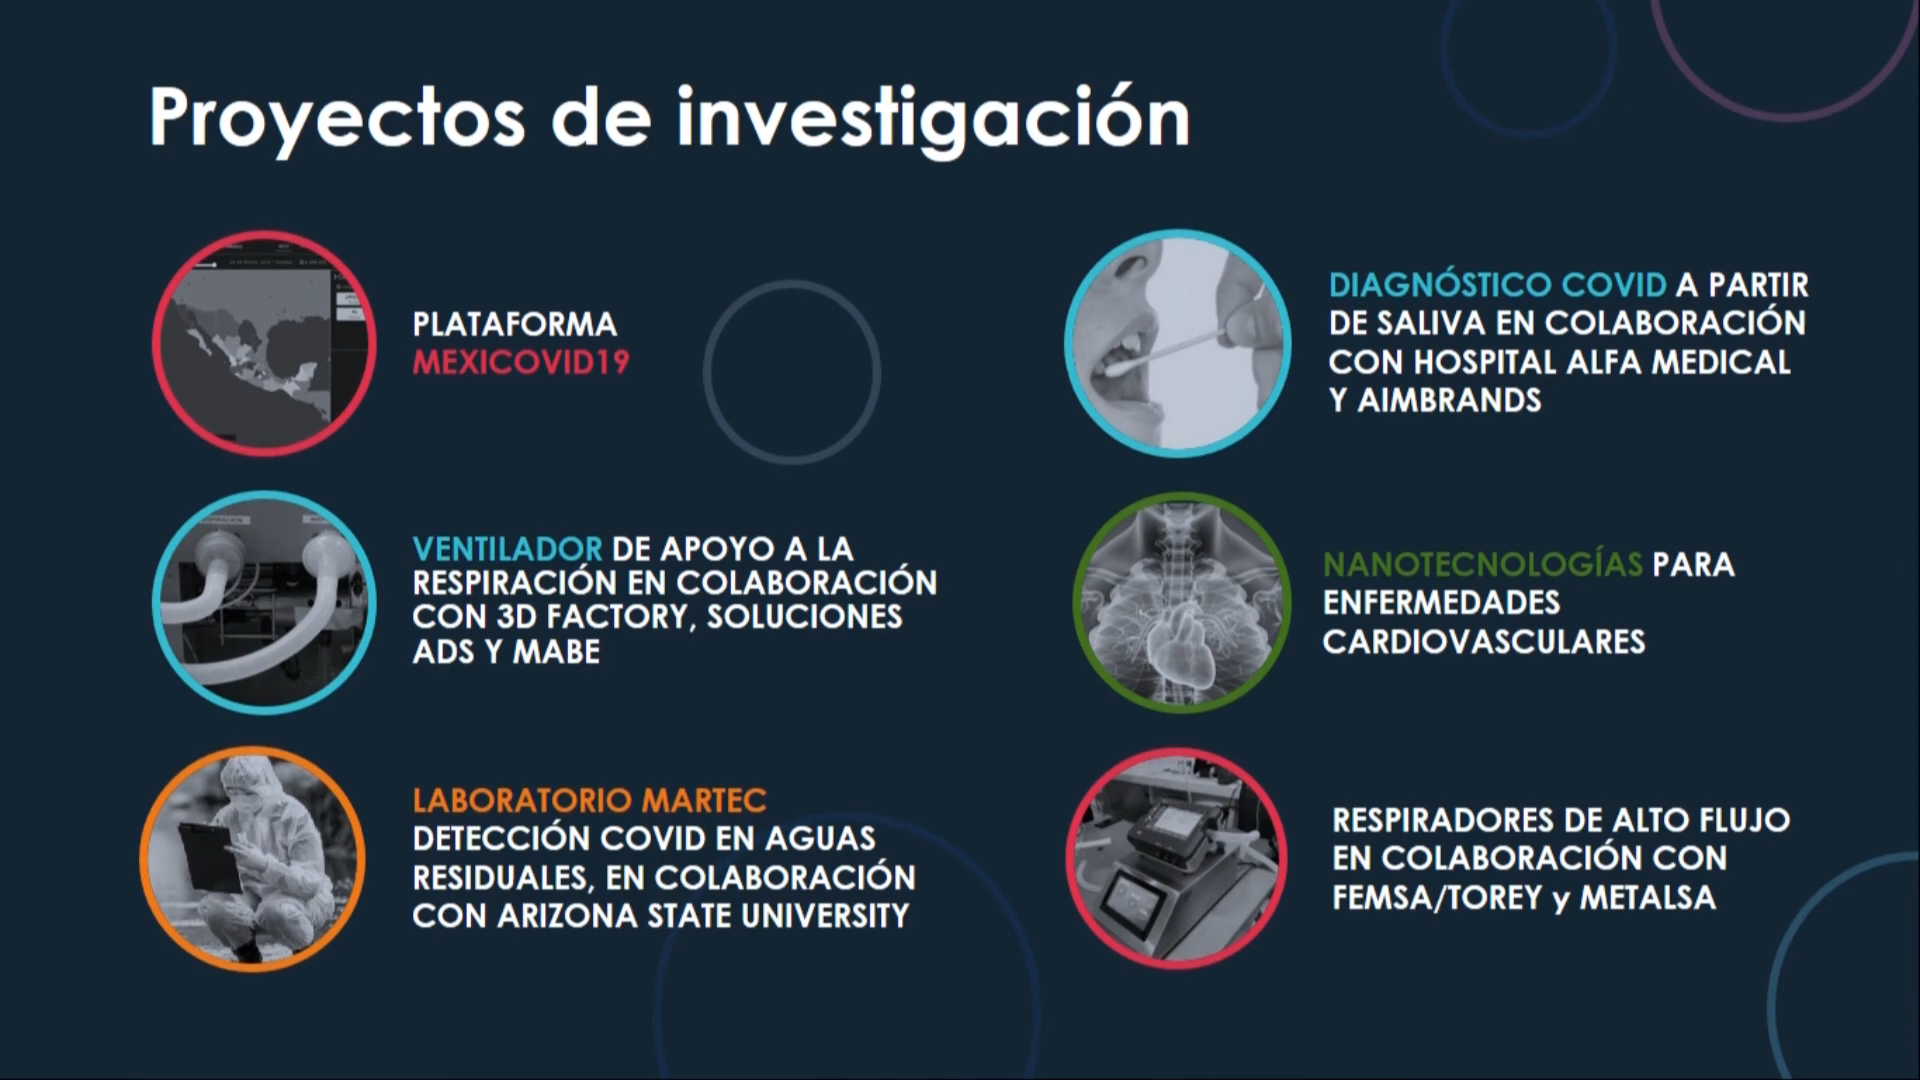 Proyectos de investigación
PLATAFORMA
MEXICOVID19
VENTILADOR DE APOYO A LA
RESPIRACIÓN EN COLABORACIÓN
CON 3D FACTORY, SOLUCIONES
ADS Y MABE
LABORATORIO MARTEC
DETECCIÓN COVID EN AGUAS
RESIDUALES, EN COLABORACIÓN
CON ARIZONA STATE UNIVERSITY
DIAGNÓSTICO COVID A PARTIR
DE SALIVA EN COLABORACIÓN
CON HOSPITAL ALFA MEDICAL
Y AIMBRANDS
NANOTECNOLOGÍAS PARA
ENFERMEDADES
CARDIOVASCULARES
RESPIRADORES DE ALTO FLUJO
EN COLABORACIÓN CON
FEMSA/TOREY y METALSA